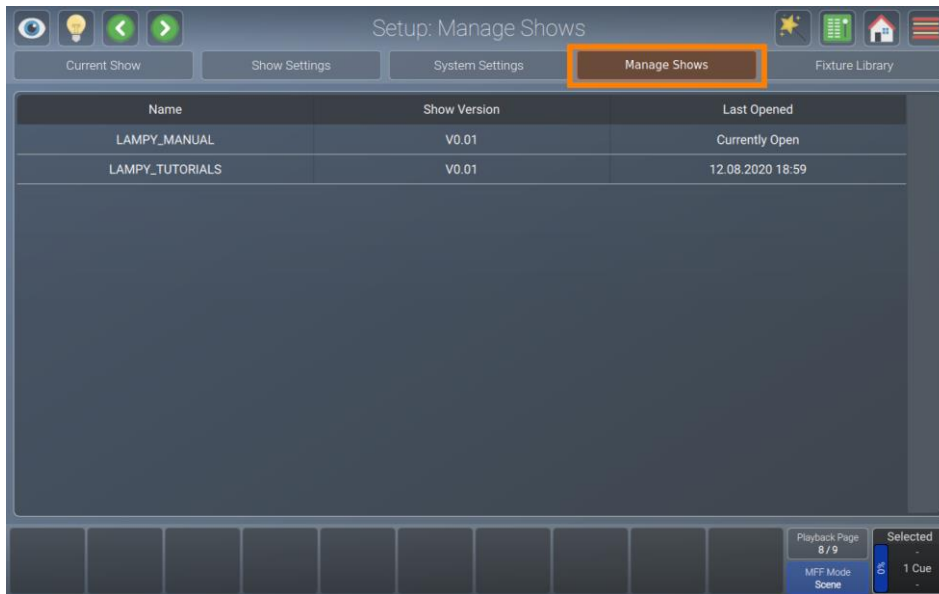 Setup: Manage Shows
Current Show Show Settings System Settings Manage Shows Fixture Library
Name Show Version Last Opened
LAMPY_MANUAL V0.01 Currently Open
LAMPY_TUTORIALS V0.01 12.08.2020 18:59
Playback Page
8 / 9
MFF Mode
Scene
0%
Selected
-
1 Cue
-